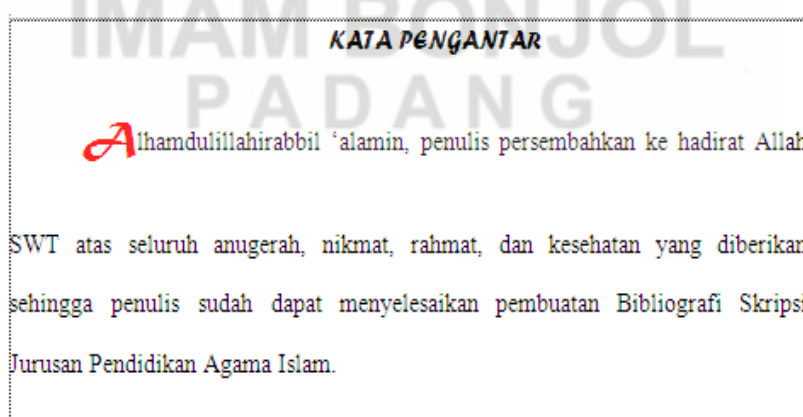 IMAM BONJOL
KATA PENGANTAR
PADANG
Alhamdulillahirabbil ‘alamin, penulis persembahkan ke hadirat Allah
SWT atas seluruh anugerah, nikmat, rahmat, dan kesehatan yang diberikan
sehingga penulis sudah dapat menyelesaikan pembuatan Bibliografi Skripsi
Jurusan Pendidikan Agama Islam.